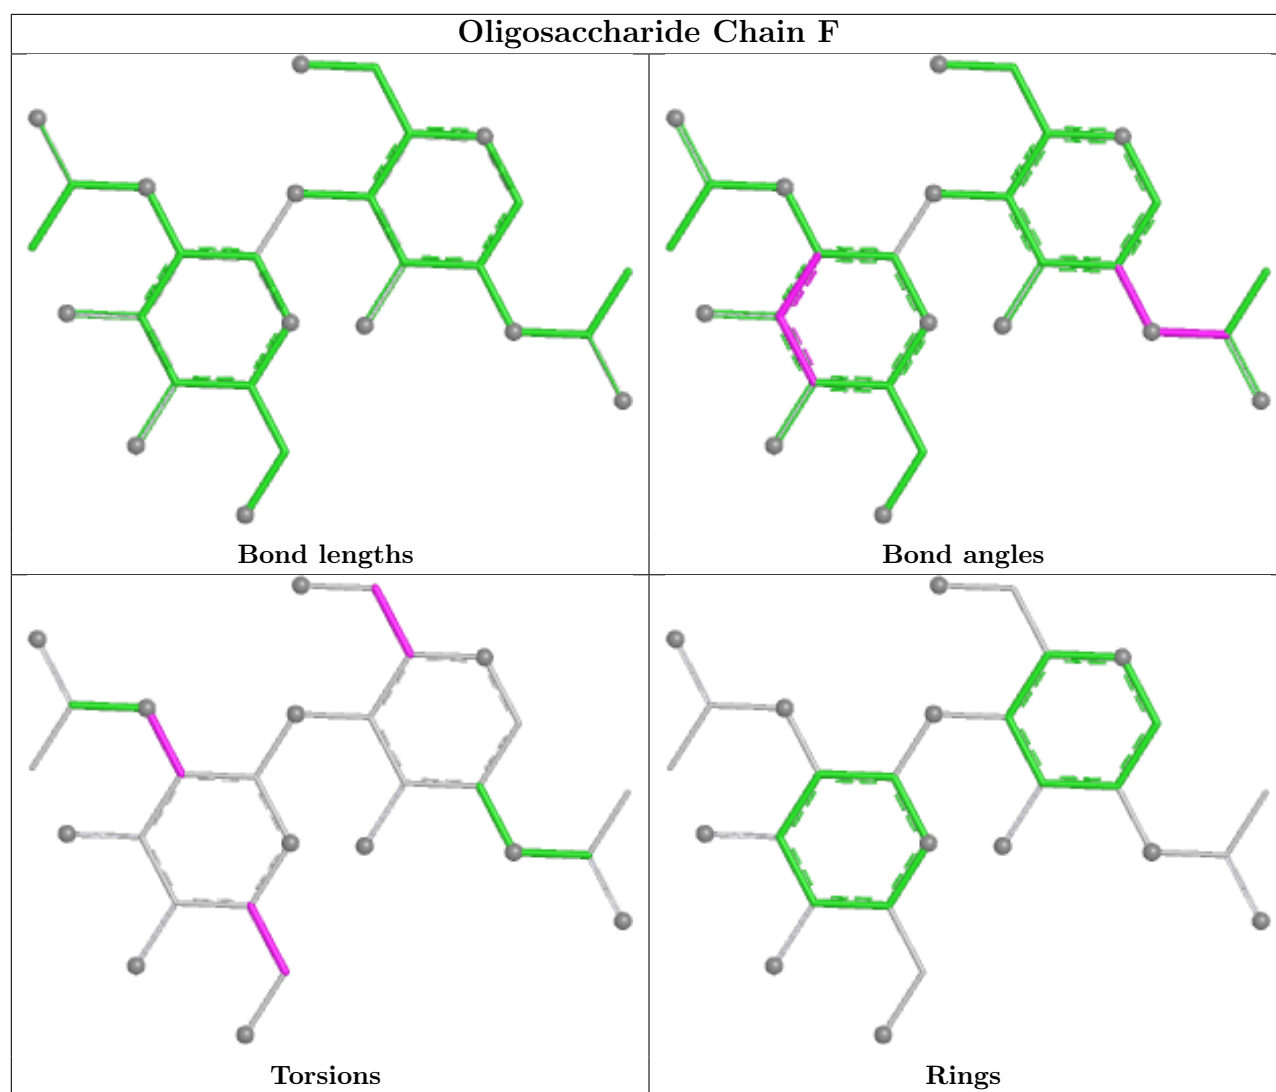 Oligosaccharide Chain F
Bond lengths
Bond angles
Torsions
Rings